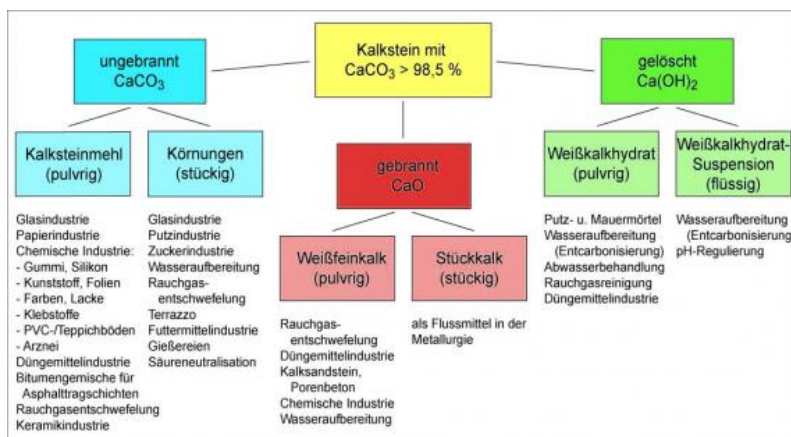 Kalkstein mit
CaCO₃ > 98,5 %
ungebrannt
CaCO₃
Kalksteinmehl
(pulvrig)
Glasindustrie
Papierindustrie
Chemische Industrie:
- Gummi, Silikon
- Kunststoff, Folien
- Farben, Lacke
- Klebstoffe
- PVC-/Teppichböden
- Arznei
Düngemittelindustrie
Bitumengemische für
Asphalttragschichten
Rauchgasentschwefelung
Keramikindustrie
Körnungen
(stückig)
Glasindustrie
Putzindustrie
Zuckerindustrie
Wasseraufbereitung
Rauchgas-
entschwefelung
Terrazzo
Futtermittelindustrie
Gießereien
Säureneutralisation
gebrannt
CaO
Weißfeinkalk
(pulvrig)
Rauchgas-
entschwefelung
Düngemittelindustrie
Kalksandstein,
Porenbeton
Chemische Industrie
Wasseraufbereitung
Stückkalk
(stückig)
als Flussmittel in der
Metallurgie
gelöscht
Ca(OH)₂
Weißkalkhydrat
(pulvrig)
Putz- u. Mauermörtel
Wasseraufbereitung
(Entcarbonisierung)
Abwasserbehandlung
Rauchgasreinigung
Düngemittelindustrie
Weißkalkhydrat-
Suspension
(flüssig)
Wasseraufbereitung
(Entcarbonisierung)
pH-Regulierung